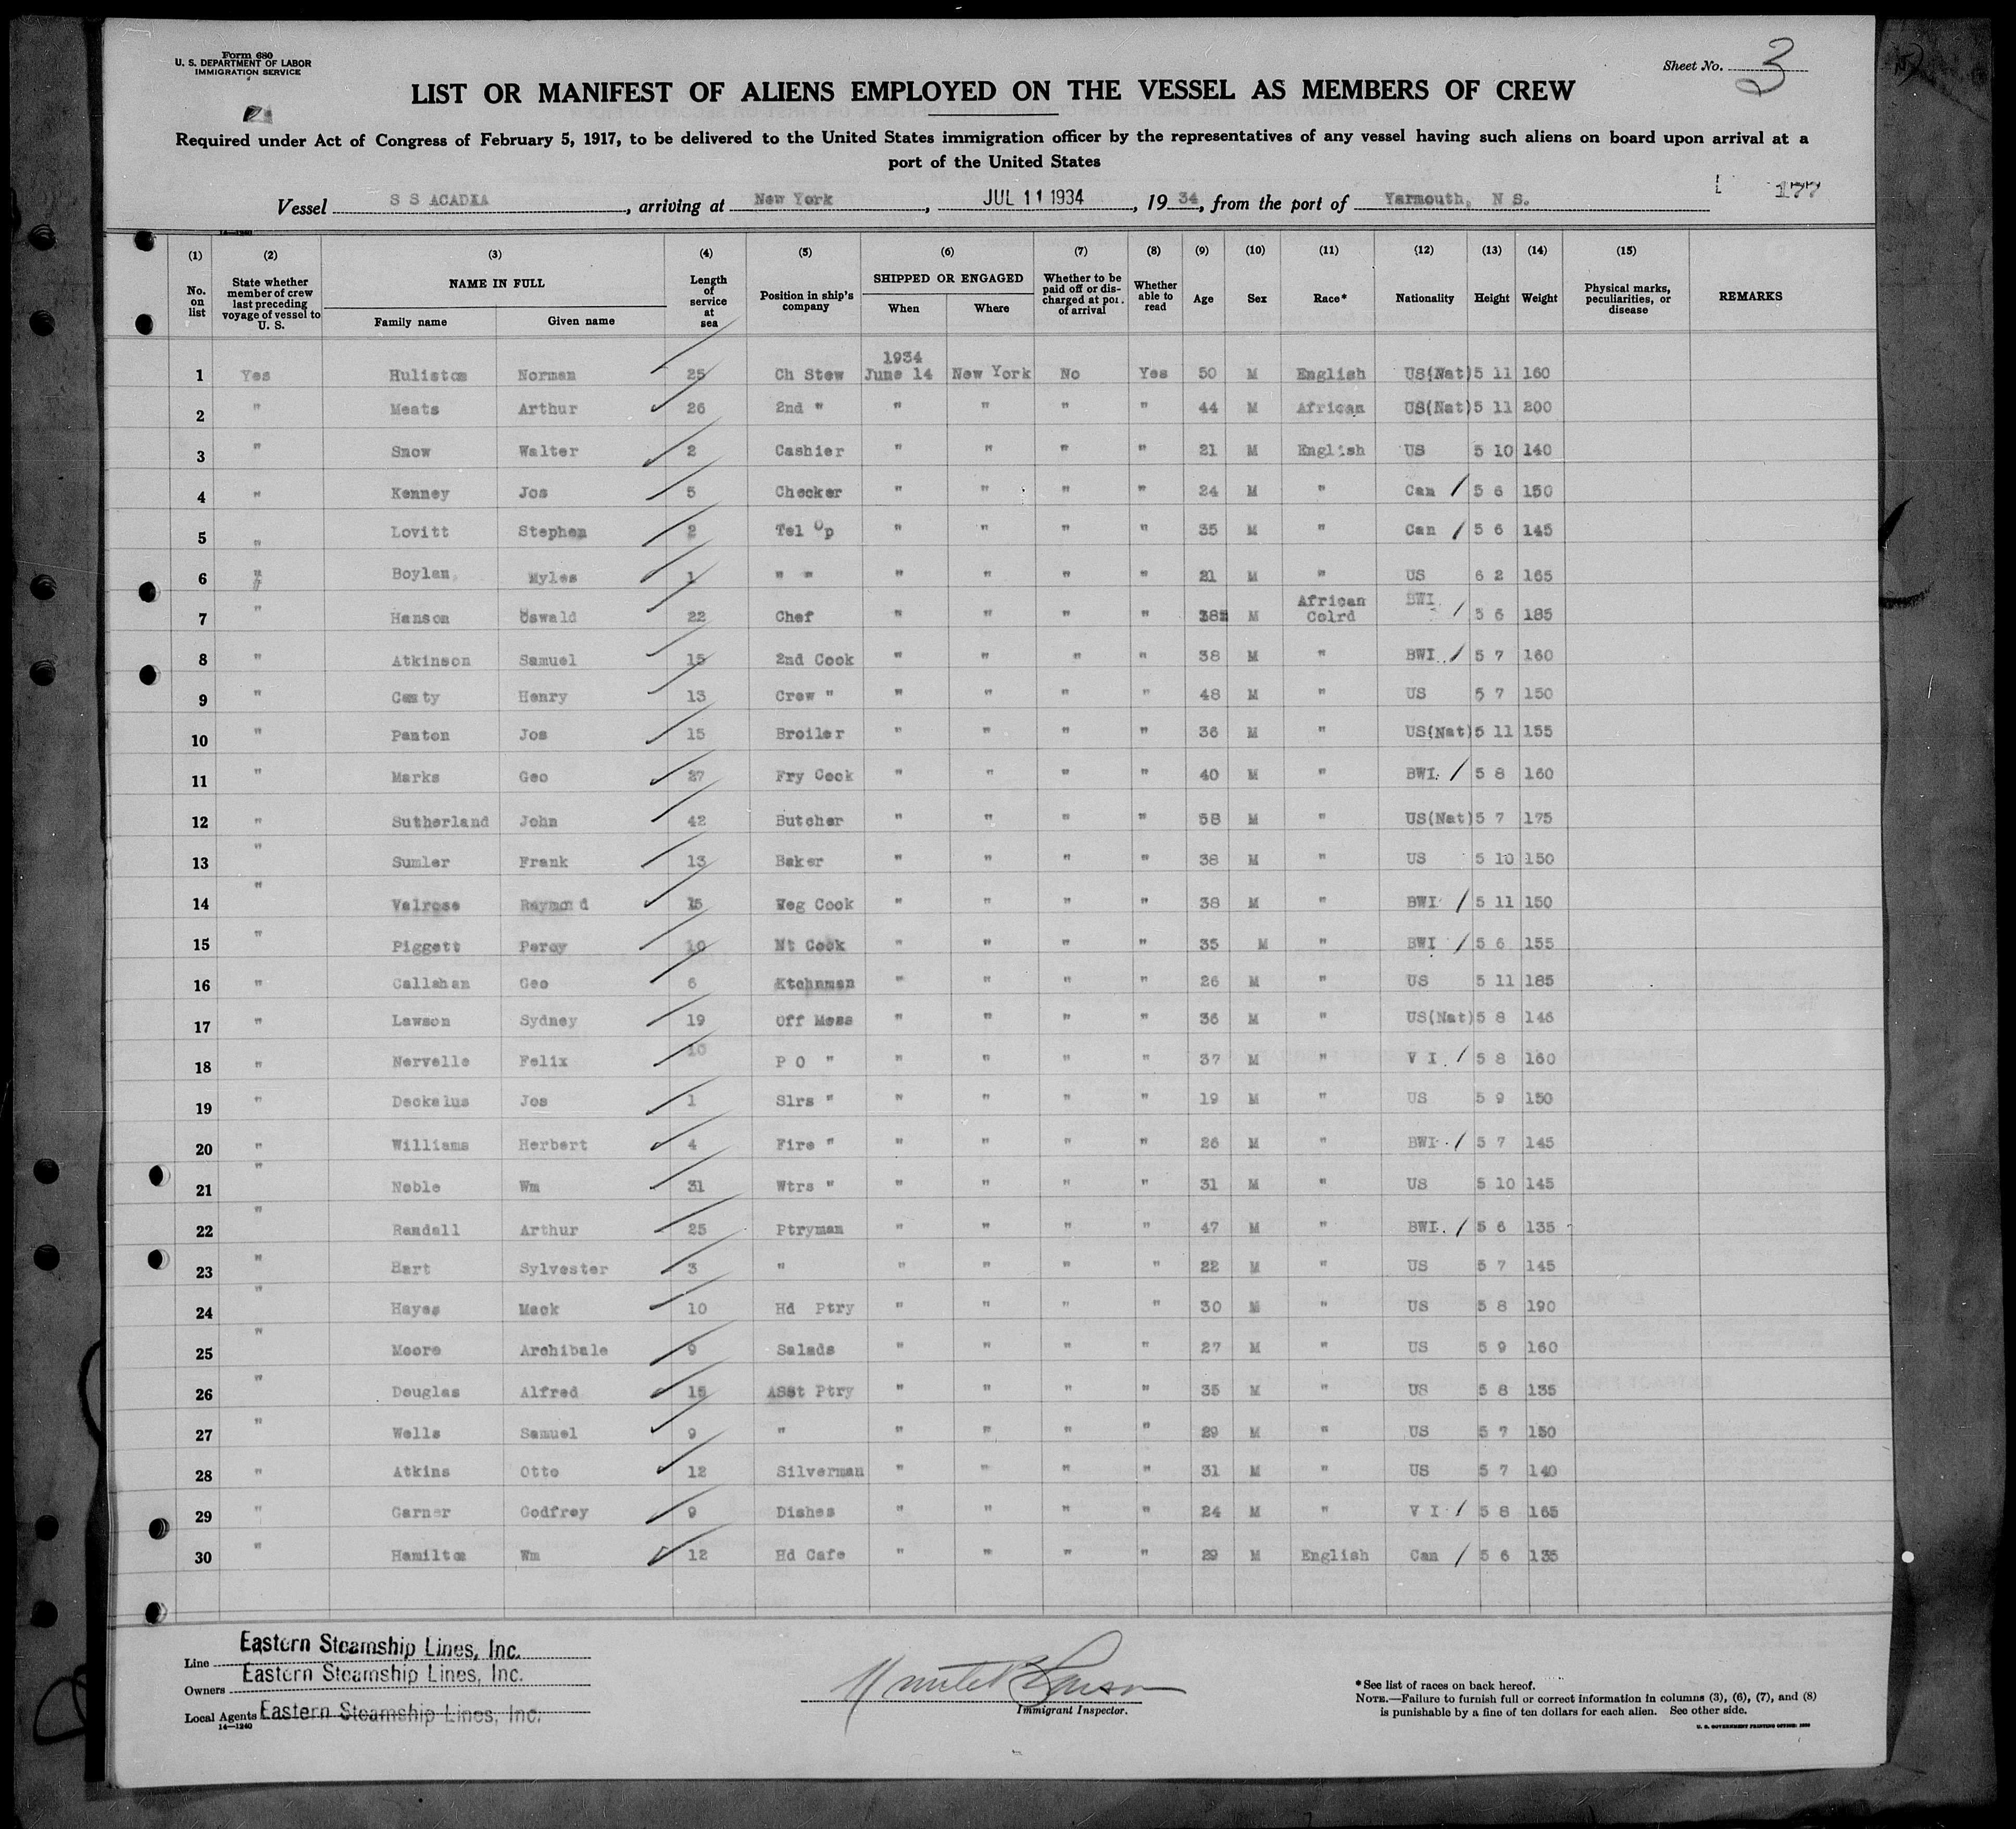 Form 680
U. S. DEPARTMENT OF LABOR
IMMIGRATION SERVICE
Sheet No. 3
LIST OR MANIFEST OF ALIENS EMPLOYED ON THE VESSEL AS MEMBERS OF CREW
Required under Act of Congress of February 5, 1917, to be delivered to the United States immigration officer by the representatives of any vessel having such aliens on board upon arrival at a
port of the United States
177
Vessel S S ACADIA, arriving at New York, JUL 11 1934, 1934, from the port of Yarmouth, N S.
14—1240
(1) (2) (3) (4) (5) (6) (7) (8) (9) (10) (11) (12) (13) (14) (15)
No. on list State whether member of crew last preceding voyage of vessel to U. S. NAME IN FULL Family name Given name Length of service at sea Position in ship's company SHIPPED OR ENGAGED When Where Whether to be paid off or discharged at port of arrival Whether able to read Age Sex Race* Nationality Height Weight Physical marks, peculiarities, or disease REMARKS
1934
1 Yes Huliston Norman 25 Ch Stew June 14 New York No Yes 50 M English US(Nat) 5 11 160
2 " Meats Arthur 26 2nd " " " " " 44 M African US(Nat) 5 11 200
3 " Snow Walter 2 Cashier " " " " 21 M English US 5 10 140
4 " Kenney Jos 5 Checker " " " " 24 M " Can / 5 6 150
5 " Lovitt Stephen 2 Tel Op " " " " 35 M " Can / 5 6 145
6 " Boylan Myles 1 " " " " " " 21 M " US 6 2 165
7 " Hanson Oswald 22 Chef " " " " 38 M African Colrd BWI / 5 6 185
8 " Atkinson Samuel 15 2nd Cook " " " " 38 M " BWI / 5 7 160
9 " Henry 13 Crew " " " " " 48 M " US 5 7 150
10 " Panton Jos 15 Broiler " " " " 36 M " US(Nat) 5 11 155
11 " Marks Geo 27 Fry Cook " " " " 40 M " BWI / 5 8 160
12 " Sutherland John 42 Butcher " " " " 58 M " US(Nat) 5 7 175
13 " Sumler Frank 13 Baker " " " " 38 M " US 5 10 150
14 " Velrose Raymond 15 Veg Cook " " " " 38 M " BWI / 5 11 150
15 " Piggett Percy 10 Nt Cook " " " " 35 M " BWI / 5 6 155
16 " Callahan Geo 6 Ktchnman " " " " 26 M " US 5 11 185
17 " Lawson Sydney 19 Off Mess " " " " 36 M " US(Nat) 5 8 146
18 " Nervelle Felix 10 P O " " " " " 37 M " V I / 5 8 160
19 " Deckelus Jos 1 Slrs " " " " " 19 M " US 5 9 150
20 " Williams Herbert 4 Fire " " " " " 26 M " BWI / 5 7 145
21 " Noble Wm 31 Wtrs " " " " " 31 M " US 5 10 145
22 " Randall Arthur 25 Ptryman " " " " 47 M " BWI / 5 6 135
23 " Hart Sylvester 3 " " " " " 22 M " US 5 7 145
24 " Hayes Mack 10 Hd Ptry " " " " 30 M " US 5 8 190
25 " Moore Archibale 9 Salads " " " " 27 M " US 5 9 160
26 " Douglas Alfred 15 ASst Ptry " " " " 35 M " US 5 8 135
27 " Wells Samuel 9 " " " " " 29 M " US 5 7 150
28 " Atkins Otto 12 Silverman " " " " 31 M " US 5 7 140
29 " Garner Godfrey 9 Dishes " " " " 24 M " V I / 5 8 165
30 " Hamilton Wm 12 Hd Cafe " " " " 29 M English Can / 5 6 135
Line Eastern Steamship Lines, Inc.
Owners Eastern Steamship Lines, Inc.
Local Agents Eastern Steamship Lines, Inc.
14—1240
Immigrant Inspector.
*See list of races on back hereof.
NOTE.—Failure to furnish full or correct information in columns (3), (6), (7), and (8)
is punishable by a fine of ten dollars for each alien. See other side.
U. S. GOVERNMENT PRINTING OFFICE: 1930